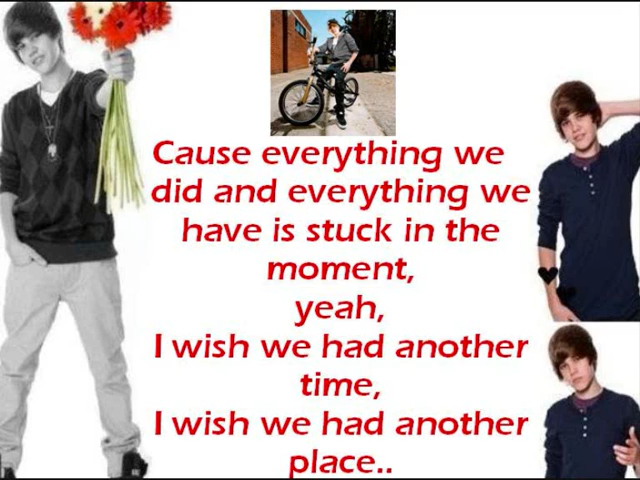 Cause everything we
did and everything we
have is stuck in the
moment,
yeah,
I wish we had another
time,
I wish we had another
place..